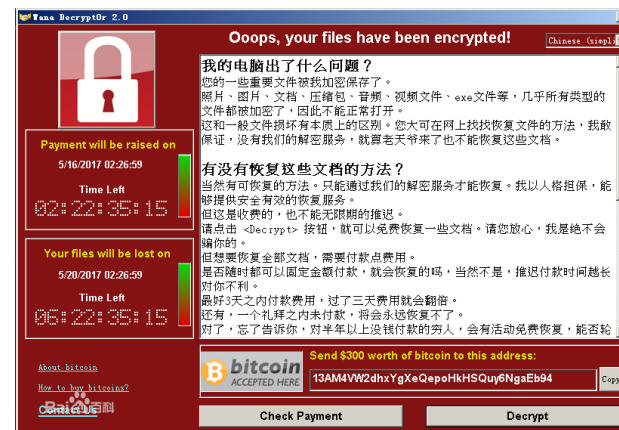 Wana Decrypt0r 2.0
Ooops, your files have been encrypted!
Chinese (simpli
我的电脑出了什么问题？
您的一些重要文件被我加密保存了。
照片、图片、文档、压缩包、音频、视频文件、exe文件等，几乎所有类型的
文件都被加密了，因此不能正常打开。
这和一般文件损坏有本质上的区别。您大可在网上找找恢复文件的方法，我敢
保证，没有我们的解密服务，就算老天爷来了也不能恢复这些文档。
有没有恢复这些文档的方法？
当然有可恢复的方法。只能通过我们的解密服务才能恢复。我以人格担保，能
够提供安全有效的恢复服务。
但这是收费的，也不能无限期的推迟。
请点击 <Decrypt> 按钮，就可以免费恢复一些文档。请您放心，我是绝不会
骗你的。
但想要恢复全部文档，需要付款点费用。
是否随时都可以固定金额付款，就会恢复的吗，当然不是，推迟付款时间越长
对你不利。
最好3天之内付款费用，过了三天费用就会翻倍。
还有，一个礼拜之内未付款，将会永远恢复不了。
对了，忘了告诉你，对半年以上没钱付款的穷人，会有活动免费恢复，能否轮
Payment will be raised on
5/16/2017 02:26:59
Time Left
02:22:35:15
Your files will be lost on
5/20/2017 02:26:59
Time Left
06:22:35:15
About bitcoin
How to buy bitcoins?
Contact Us
Bai百科
bitcoin
ACCEPTED HERE
Send $300 worth of bitcoin to this address:
13AM4VW2dhxYgXeQepoHkHSQuy6NgaEb94
Copy
Check Payment
Decrypt